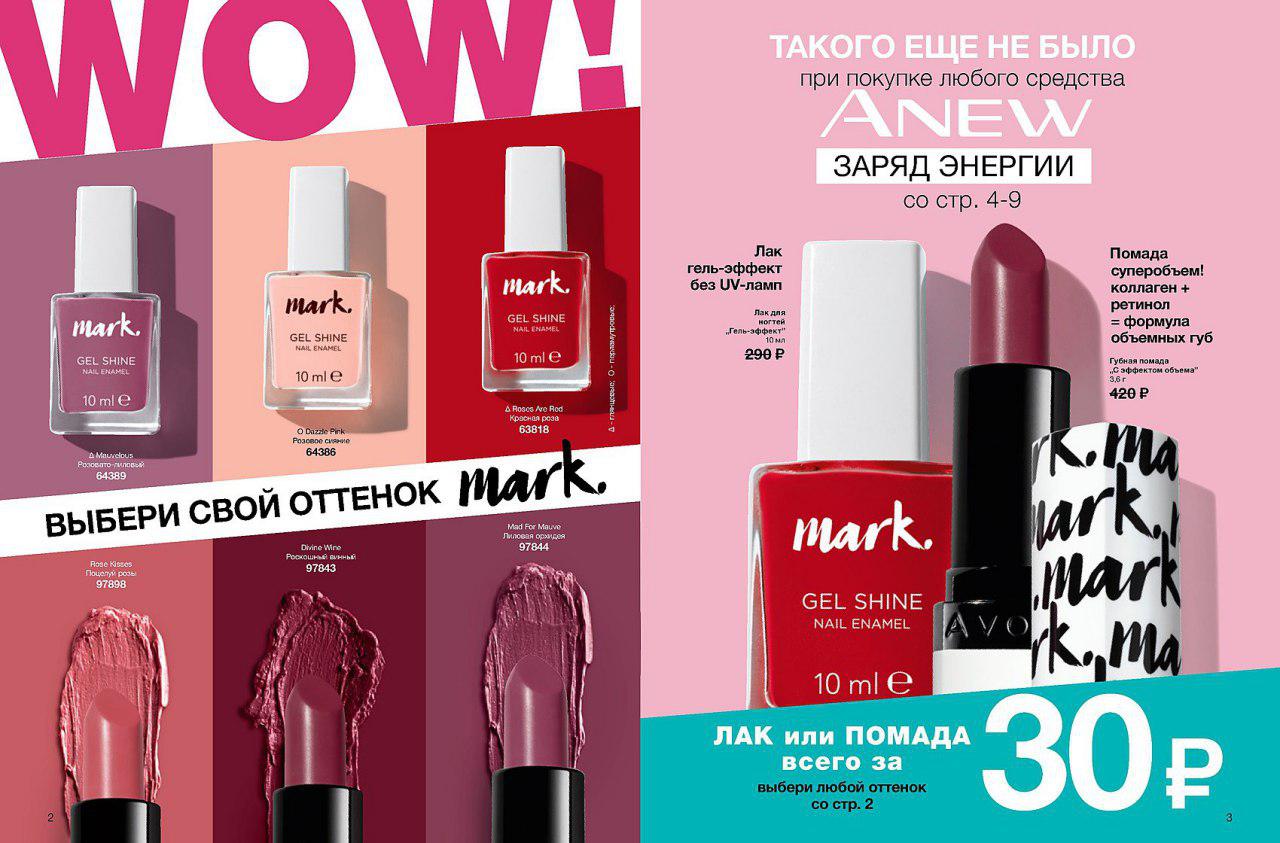 WOW!
mark.
GEL SHINE
NAIL ENAMEL
10 ml e
Δ Mauvelous
Розовато-лиловый
64389
mark.
GEL SHINE
NAIL ENAMEL
10 ml e
O Dazzle Pink
Розовое сияние
64386
mark.
GEL SHINE
NAIL ENAMEL
10 ml e
Δ Roses Are Red
Красная роза
63818
Δ - глянцевые; O - перламутровые;
ВЫБЕРИ СВОЙ ОТТЕНОК mark.
Rose Kisses
Поцелуй розы
97898
Divine Wine
Роскошный винный
97843
Mad For Mauve
Лиловая орхидея
97844
2
ТАКОГО ЕЩЕ НЕ БЫЛО
при покупке любого средства
ANEW
ЗАРЯД ЭНЕРГИИ
со стр. 4-9
Лак
гель-эффект
без UV-ламп
Лак для
ногтей
„Гель-эффект"
10 мл
290 ₽
Помада
суперобъем!
коллаген +
ретинол
= формула
объемных губ
Губная помада
„С эффектом объема"
3,6 г
420 ₽
mark.
GEL SHINE
NAIL ENAMEL
10 ml e
AVO
mark.ma
mark.
.mark
rk.,ma
ЛАК или ПОМАДА
всего за
30 ₽
выбери любой оттенок
со стр. 2
3